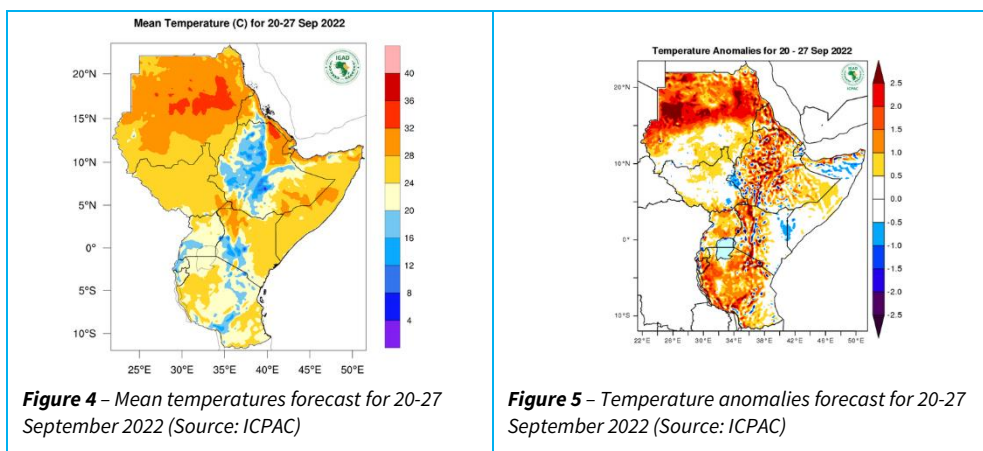 Mean Temperature (C) for 20-27 Sep 2022
IGAD
20°N
15°N
10°N
5°N
0°
5°S
10°S
25°E 30°E 35°E 40°E 45°E 50°E
40
36
32
28
24
20
16
12
8
4
Figure 4 – Mean temperatures forecast for 20-27
September 2022 (Source: ICPAC)
Temperature Anomalies for 20 - 27 Sep 2022
ICPAC
20°N
10°N
0°
10°S
22°E 26°E 30°E 34°E 38°E 42°E 46°E 50°E
2.5
2.0
1.5
1.0
0.5
0.0
-0.5
-1.0
-1.5
-2.0
-2.5
Figure 5 – Temperature anomalies forecast for 20-27
September 2022 (Source: ICPAC)